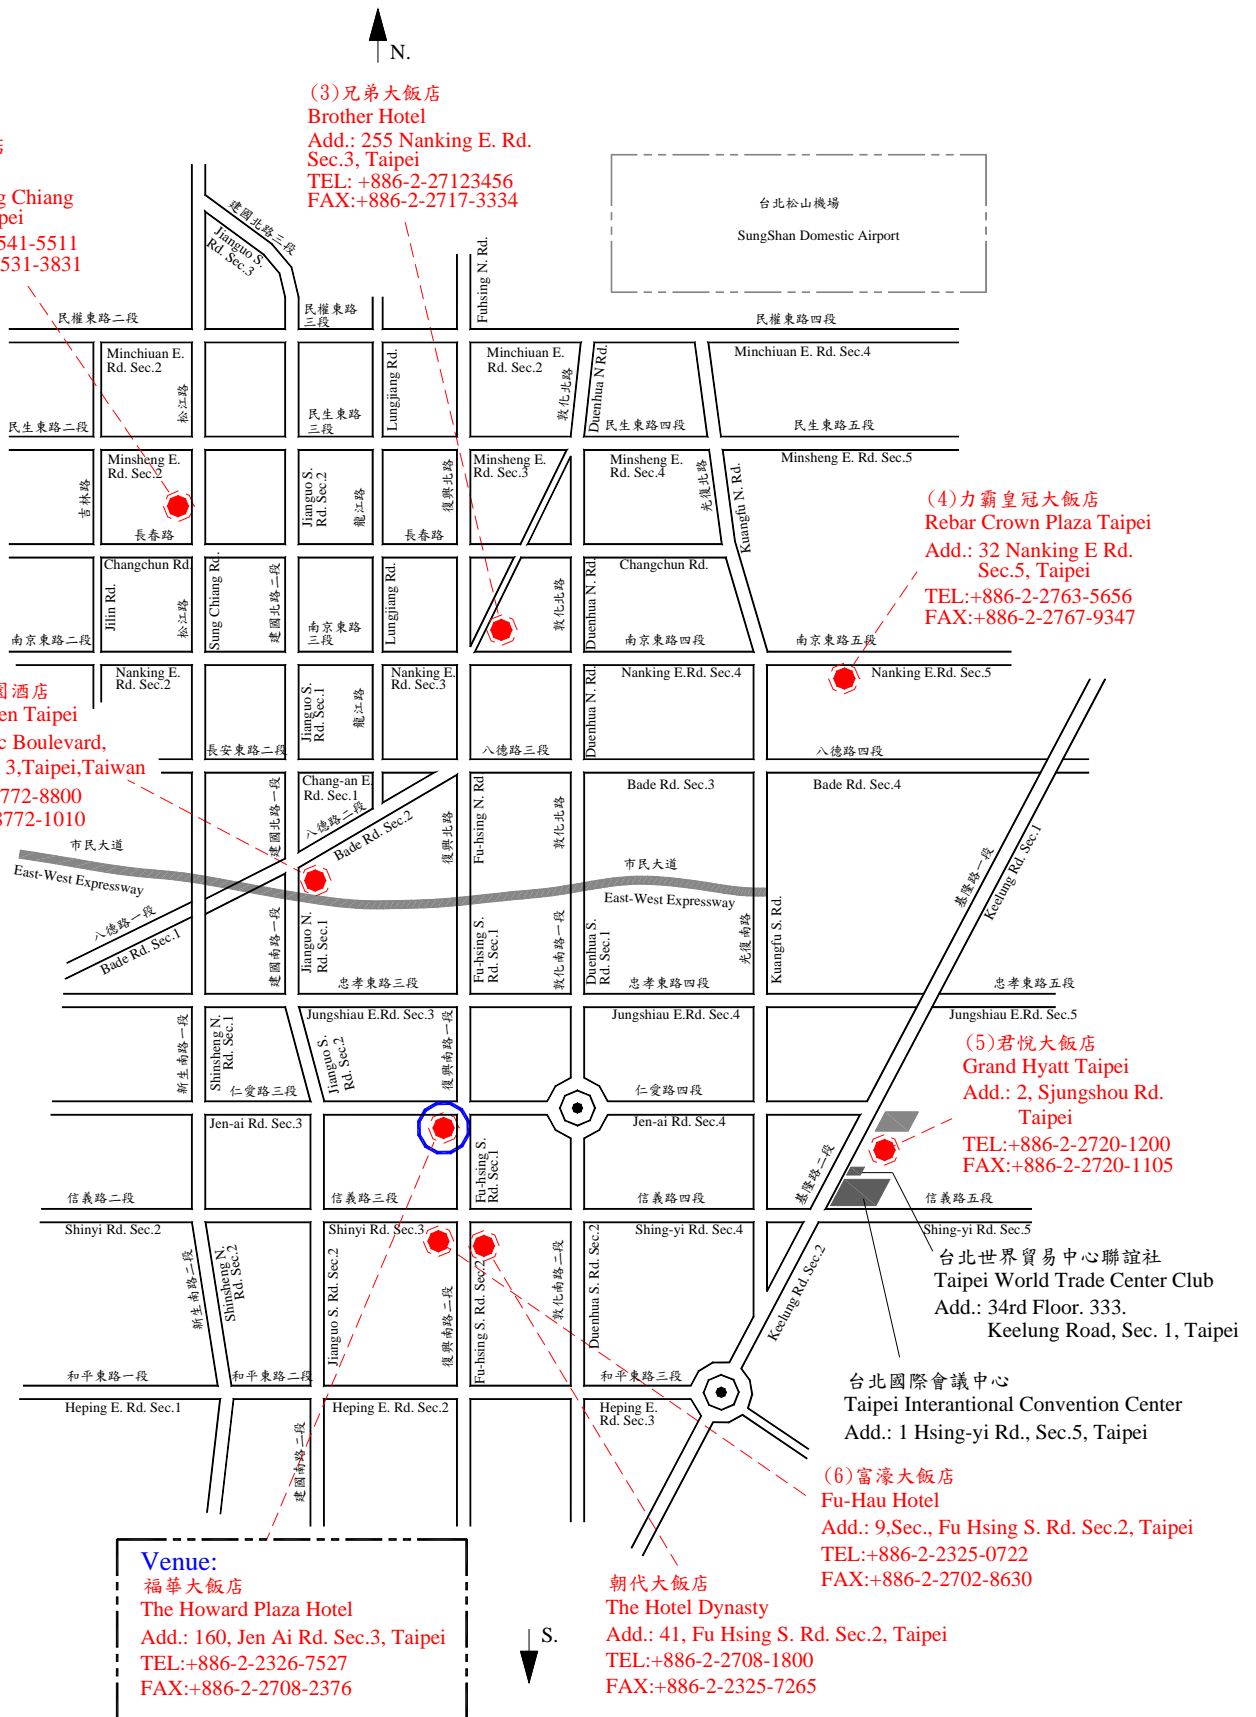 N.
(3)兄弟大飯店
Brother Hotel
Add.: 255 Nanking E. Rd.
Sec.3, Taipei
TEL: +886-2-27123456
FAX:+886-2-2717-3334
Chiang
541-5511
531-3831
台北松山機場
SungShan Domestic Airport
建國北路三段
Jianguo S.
Rd. Sec.3
Fuhsing N. Rd.
民權東路二段
民權東路
三段
民權東路四段
Minchiuan E.
Rd. Sec.2
Minchiuan E.
Rd. Sec.2
Minchiuan E. Rd Sec.4
松江路
Lungjiang Rd.
敦化北路
Duenhua N Rd.
民生東路二段
民生東路
三段
民生東路四段
民生東路五段
Minsheng E.
Rd. Sec.2
Minsheng E.
Rd. Sec.3
Minsheng E.
Rd. Sec.4
Minsheng E. Rd Sec.5
吉林路
Jianguo S.
Rd. Sec.2
龍江路
復興北路
光復北路
Kuangfu N. Rd.
(4)力霸皇冠大飯店
Rebar Crown Plaza Taipei
Add.: 32 Nanking E Rd.
Sec.5, Taipei
TEL:+886-2-2763-5656
FAX:+886-2-2767-9347
長春路
長春路
Changchun Rd.
Changchun Rd.
Jilin Rd.
松江路
Sung Chiang Rd.
建國北路二段
Lungjiang Rd.
敦化北路
Duenhua N. Rd.
南京東路二段
南京東路
三段
南京東路四段
南京東路五段
Nanking E.
Rd. Sec.2
Nanking E.
Rd. Sec.3
Nanking E.Rd. Sec.4
Nanking E.Rd. Sec.5
園酒店
en Taipei
c Boulevard,
3,Taipei,Taiwan
772-8800
8772-1010
Jianguo S.
Rd. Sec.1
龍江路
Duenhua N. Rd.
長安東路二段
八德路三段
八德路四段
Chang-an E.
Rd. Sec.1
Bade Rd. Sec.3
Bade Rd. Sec.4
建國北路一段
八德路二段
Bade Rd. Sec.2
復興北路
Fu-hsing N. Rd
敦化北路
市民大道
East-West Expressway
市民大道
East-West Expressway
基隆路一段
Keelung Rd. Sec.1
八德路一段
Bade Rd. Sec.1
建國南路一段
Jianguo N.
Rd. Sec.1
Fu-hsing S.
Rd. Sec.1
敦化南路一段
Duenhua S.
Rd. Sec.1
光復南路
Kuangfu S. Rd.
忠孝東路三段
忠孝東路四段
忠孝東路五段
Jungshiau E.Rd. Sec.3
Jungshiau E.Rd. Sec.4
Jungshiau E.Rd. Sec.5
新生南路一段
Shinsheng N.
Rd. Sec.1
Jianguo S.
Rd. Sec.2
復興南路一段
(5)君悅大飯店
Grand Hyatt Taipei
Add.: 2, Sjungshou Rd.
Taipei
TEL:+886-2-2720-1200
FAX:+886-2-2720-1105
仁愛路三段
仁愛路四段
Jen-ai Rd. Sec.3
Jen-ai Rd. Sec.4
Fu-hsing S.
Rd. Sec.1
基隆路二段
信義路二段
信義路三段
信義路四段
信義路五段
Shinyi Rd. Sec.2
Shinyi Rd. Sec.3
Shing-yi Rd. Sec.4
Shing-yi Rd. Sec.5
新生南路二段
Shinsheng N.
Rd. Sec.2
Jianguo S. Rd. Sec.2
復興南路二段
Fu-hsing S. Rd. Sec.2
敦化南路二段
Duenhua S. Rd. Sec.2
Keelung Rd. Sec.2
台北世界貿易中心聯誼社
Taipei World Trade Center Club
Add.: 34rd Floor. 333.
Keelung Road, Sec. 1, Taipei
和平東路一段
和平東路二段
和平東路三段
Heping E. Rd. Sec.1
Heping E. Rd. Sec.2
Heping E.
Rd. Sec.3
台北國際會議中心
Taipei Interantional Convention Center
Add.: 1 Hsing-yi Rd., Sec.5, Taipei
建國南路二段
(6)富濠大飯店
Fu-Hau Hotel
Add.: 9,Sec., Fu Hsing S. Rd. Sec.2, Taipei
TEL:+886-2-2325-0722
FAX:+886-2-2702-8630
Venue:
福華大飯店
The Howard Plaza Hotel
Add.: 160, Jen Ai Rd. Sec.3, Taipei
TEL:+886-2-2326-7527
FAX:+886-2-2708-2376
S.
朝代大飯店
The Hotel Dynasty
Add.: 41, Fu Hsing S. Rd. Sec.2, Taipei
TEL:+886-2-2708-1800
FAX:+886-2-2325-7265